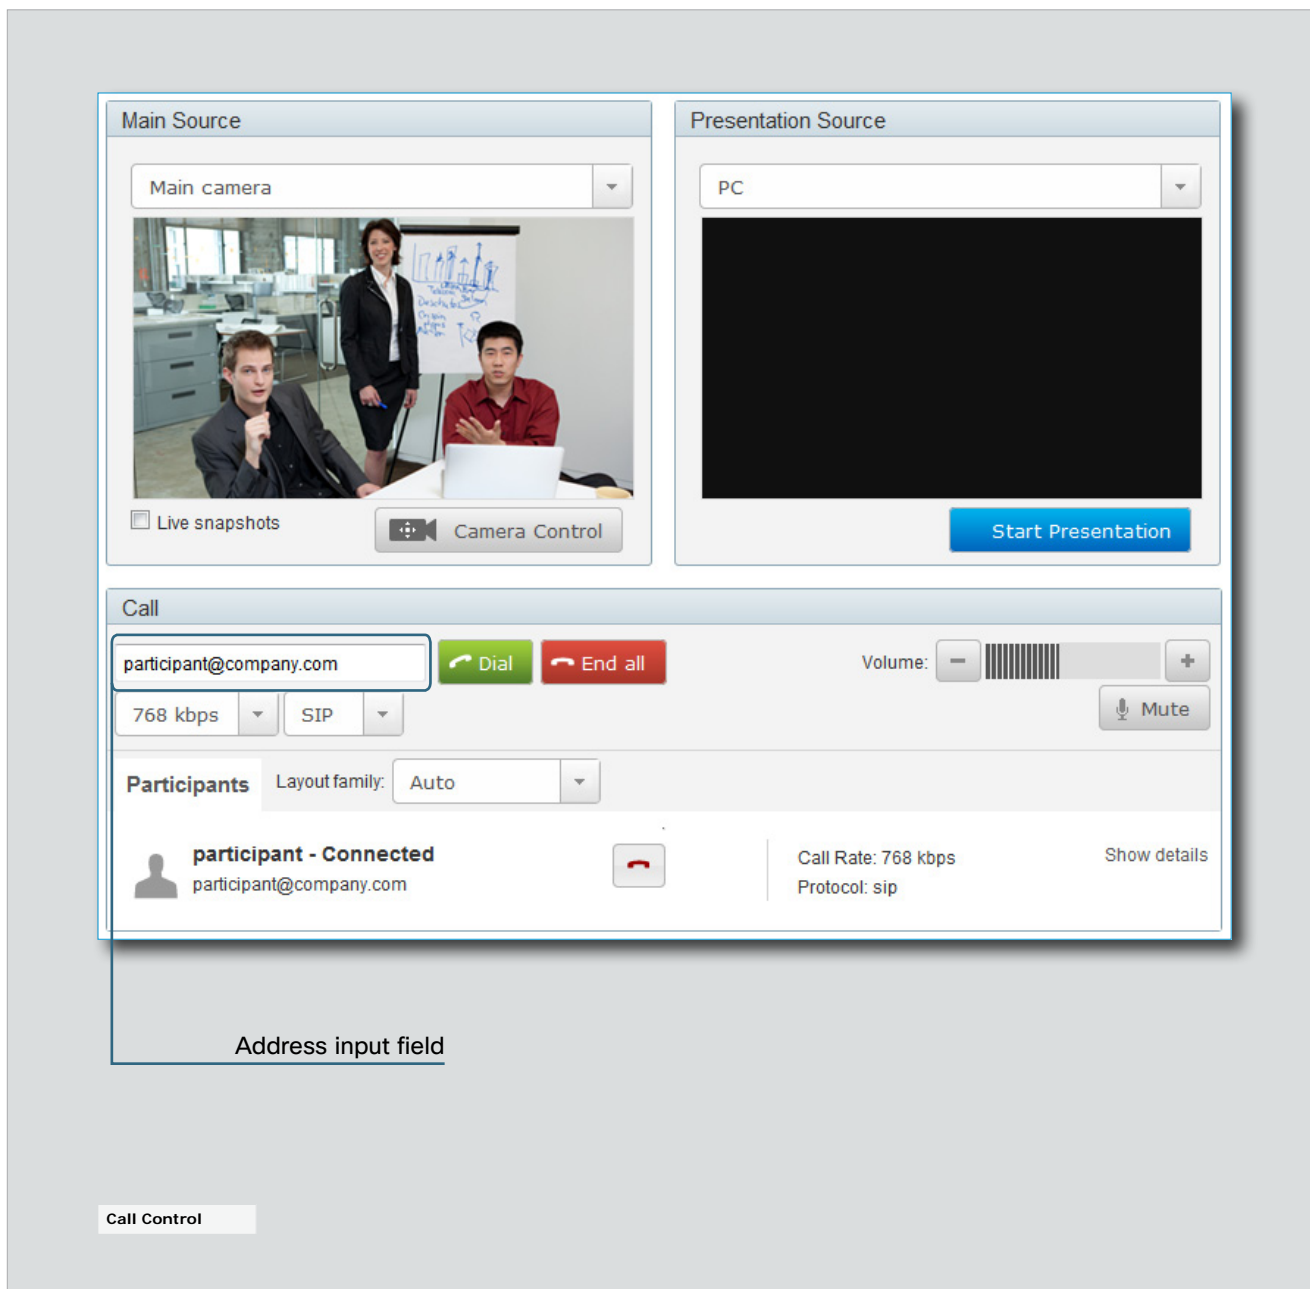 Main Source
Presentation Source
Main camera
PC
Live snapshots
Camera Control
Start Presentation
Call
participant@company.com
Dial
End all
Volume:
768 kbps
SIP
Mute
Participants
Layout family:
Auto
participant - Connected
participant@company.com
Call Rate: 768 kbps
Protocol: sip
Show details
Address input field
Call Control